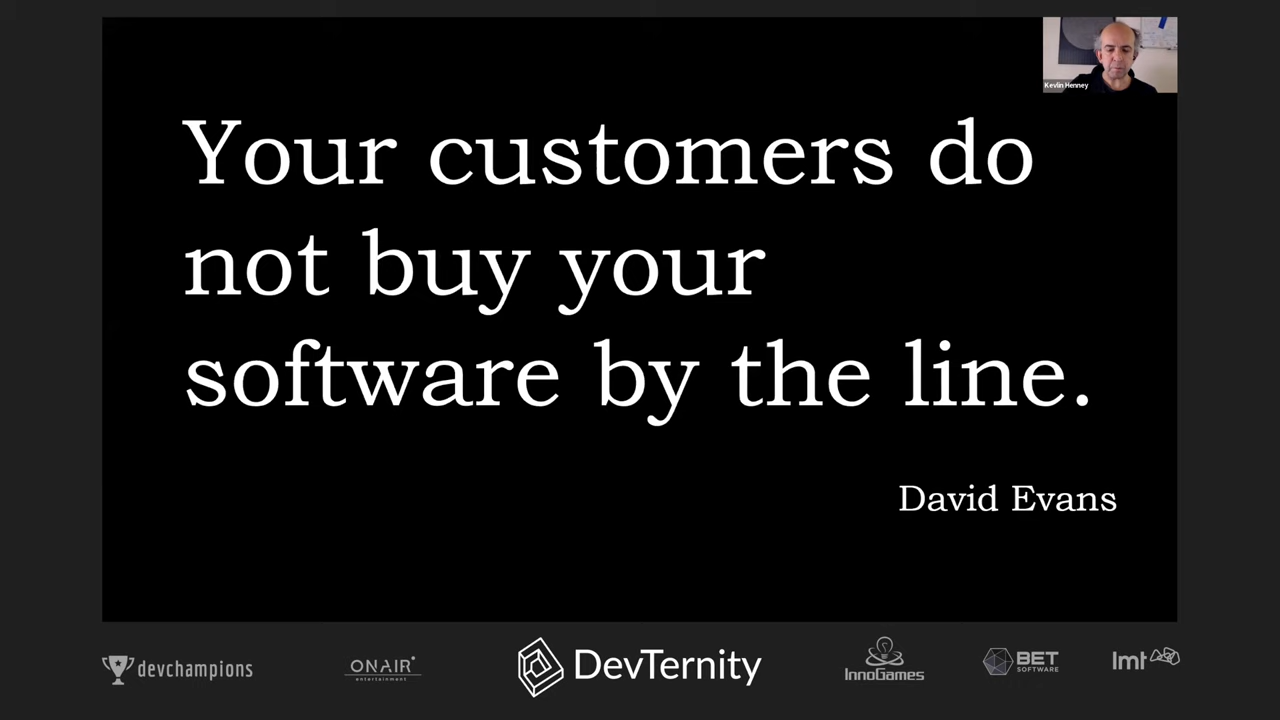 Kevlin Henney
Your customers do
not buy your
software by the line.
David Evans
devchampions
ONAIR
entertainment
DevTernity
InnoGames
BET
SOFTWARE
lmt